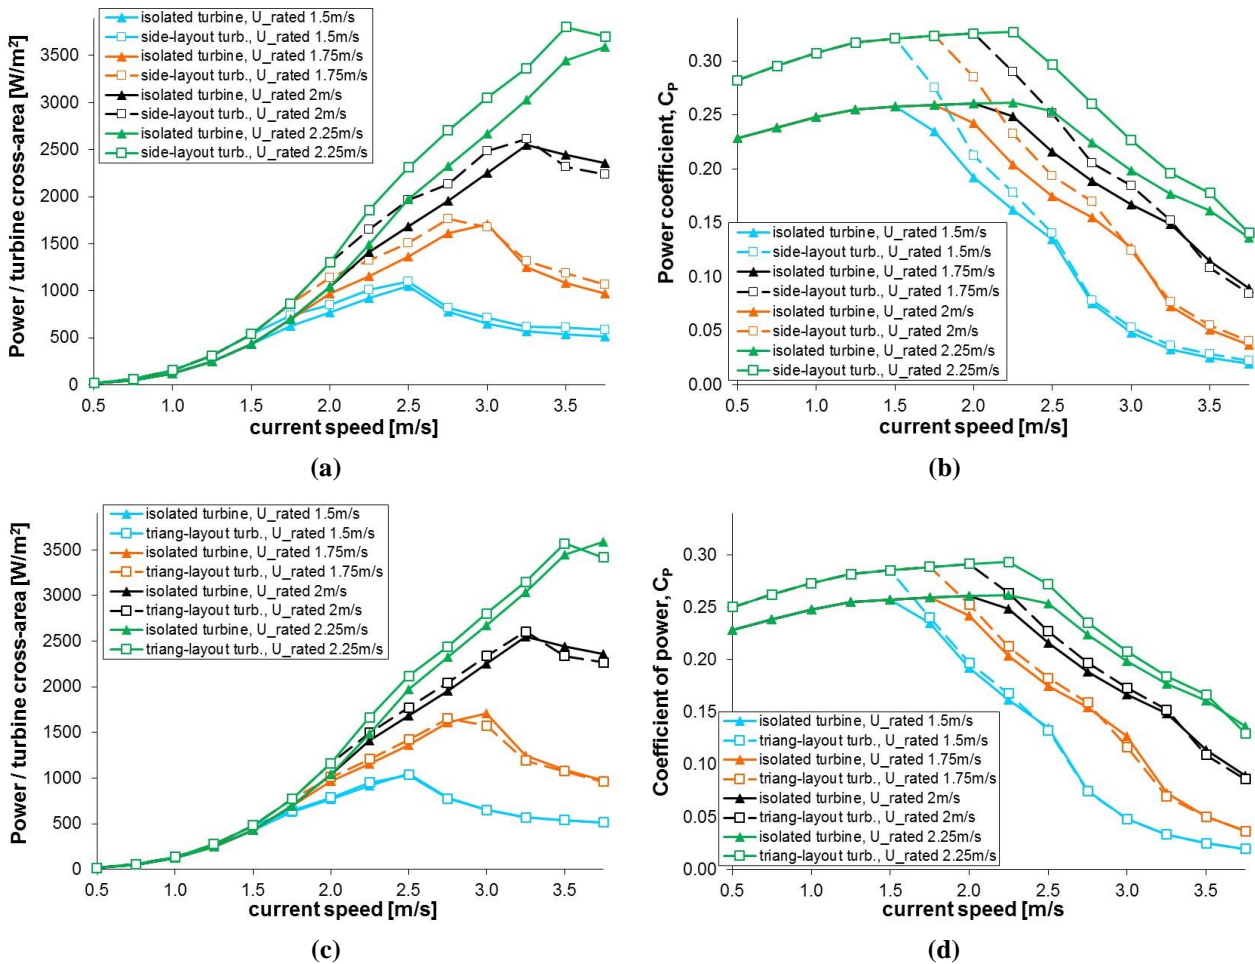 isolated turbine, U_rated 1.5m/s
side-layout turb., U_rated 1.5m/s
isolated turbine, U_rated 1.75m/s
side-layout turb., U_rated 1.75m/s
isolated turbine, U_rated 2m/s
side-layout turb., U_rated 2m/s
isolated turbine, U_rated 2.25m/s
side-layout turb., U_rated 2.25m/s
Power / turbine cross-area [W/m²]
3500
3000
2500
2000
1500
1000
500
0
0.5 1.0 1.5 2.0 2.5 3.0 3.5
current speed [m/s]
(a)
Power coefficient, CP
0.30
0.25
0.20
0.15
0.10
0.05
0.00
isolated turbine, U_rated 1.5m/s
side-layout turb., U_rated 1.5m/s
isolated turbine, U_rated 1.75m/s
side-layout turb., U_rated 1.75m/s
isolated turbine, U_rated 2m/s
side-layout turb., U_rated 2m/s
isolated turbine, U_rated 2.25m/s
side-layout turb., U_rated 2.25m/s
0.5 1.0 1.5 2.0 2.5 3.0 3.5
current speed [m/s]
(b)
isolated turbine, U_rated 1.5m/s
triang-layout turb., U_rated 1.5m/s
isolated turbine, U_rated 1.75m/s
triang-layout turb., U_rated 1.75m/s
isolated turbine, U_rated 2m/s
triang-layout turb., U_rated 2m/s
isolated turbine, U_rated 2.25m/s
triang-layout turb., U_rated 2.25m/s
Power / turbine cross-area [W/m²]
3500
3000
2500
2000
1500
1000
500
0
0.5 1.0 1.5 2.0 2.5 3.0 3.5
current speed [m/s]
(c)
Coefficient of power, CP
0.30
0.25
0.20
0.15
0.10
0.05
0.00
isolated turbine, U_rated 1.5m/s
triang-layout turb., U_rated 1.5m/s
isolated turbine, U_rated 1.75m/s
triang-layout turb., U_rated 1.75m/s
isolated turbine, U_rated 2m/s
triang-layout turb., U_rated 2m/s
isolated turbine, U_rated 2.25m/s
triang-layout turb., U_rated 2.25m/s
0.5 1.0 1.5 2.0 2.5 3.0 3.5
current speed [m/s
(d)